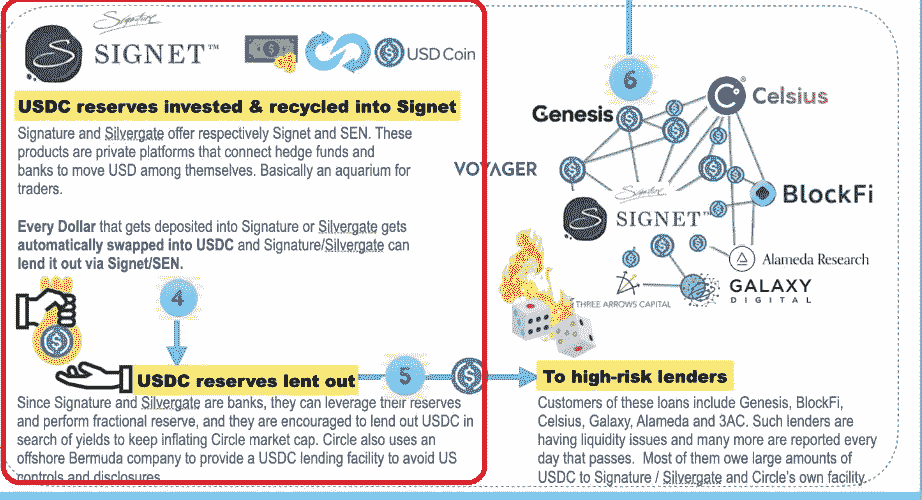 Signature
SIGNET™
USD Coin
USDC reserves invested & recycled into Signet
Signature and Silvergate offer respectively Signet and SEN. These
products are private platforms that connect hedge funds and
banks to move USD among themselves. Basically an aquarium for
traders.
Every Dollar that gets deposited into Signature or Silvergate gets
automatically swapped into USDC and Signature/Silvergate can
lend it out via Signet/SEN.
4
USDC reserves lent out
5
Since Signature and Silvergate are banks, they can leverage their reserves
and perform fractional reserve, and they are encouraged to lend out USDC in
search of yields to keep inflating Circle market cap. Circle also uses an
offshore Bermuda company to provide a USDC lending facility to avoid US
controls and disclosures.
6
Celsius
Genesis
VOYAGER
BlockFi
Signature
SIGNET™
Alameda Research
GALAXY
DIGITAL
THREE ARROWS CAPITAL
To high-risk lenders
Customers of these loans include Genesis, BlockFi,
Celsius, Galaxy, Alameda and 3AC. Such lenders are
having liquidity issues and many more are reported every
day that passes. Most of them owe large amounts of
USDC to Signature / Silvergate and Circle's own facility.